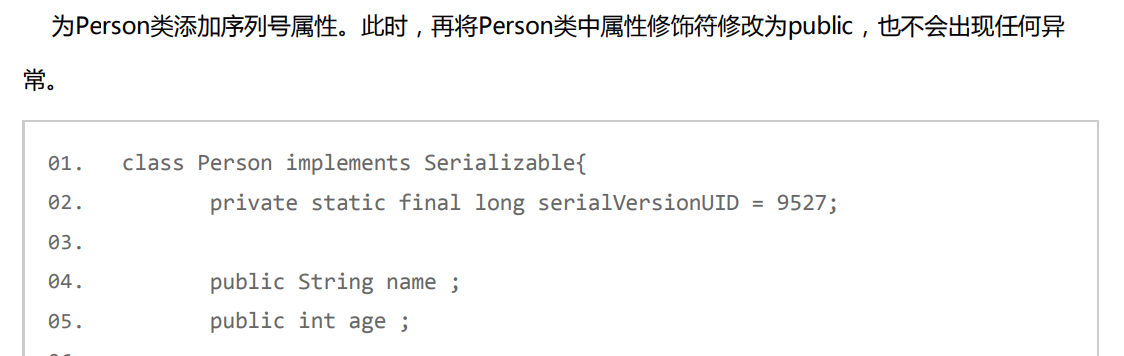 为Person类添加序列号属性。此时，再将Person类中属性修饰符修改为public，也不会出现任何异
常。
01. class Person implements Serializable{
02. private static final long serialVersionUID = 9527;
03.
04. public String name ;
05. public int age ;